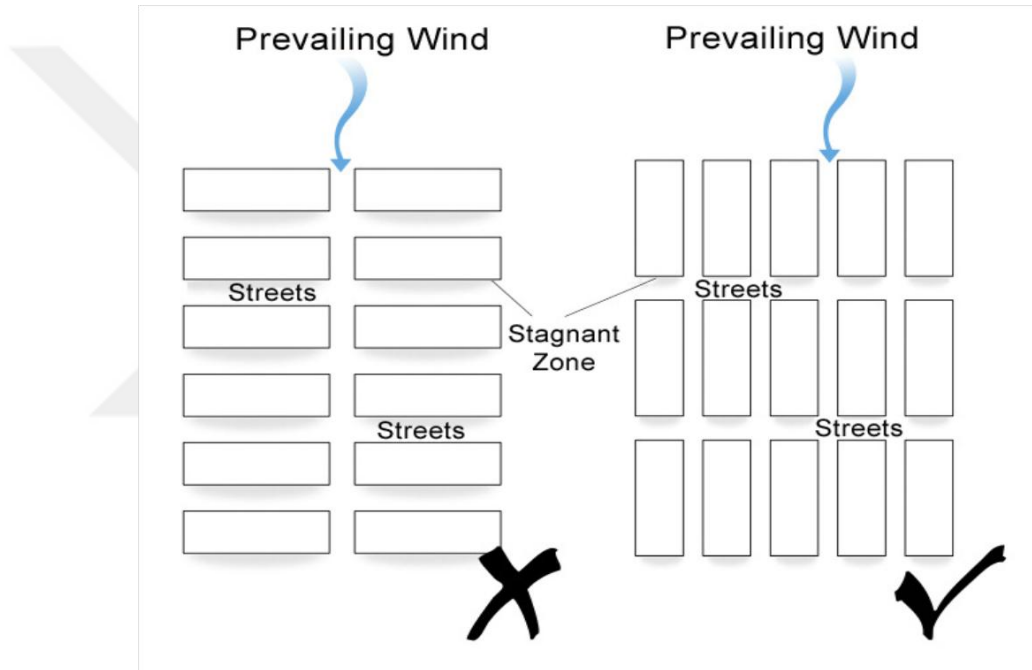 Prevailing Wind
Prevailing Wind
Streets
Streets
Stagnant
Zone
Streets
Streets